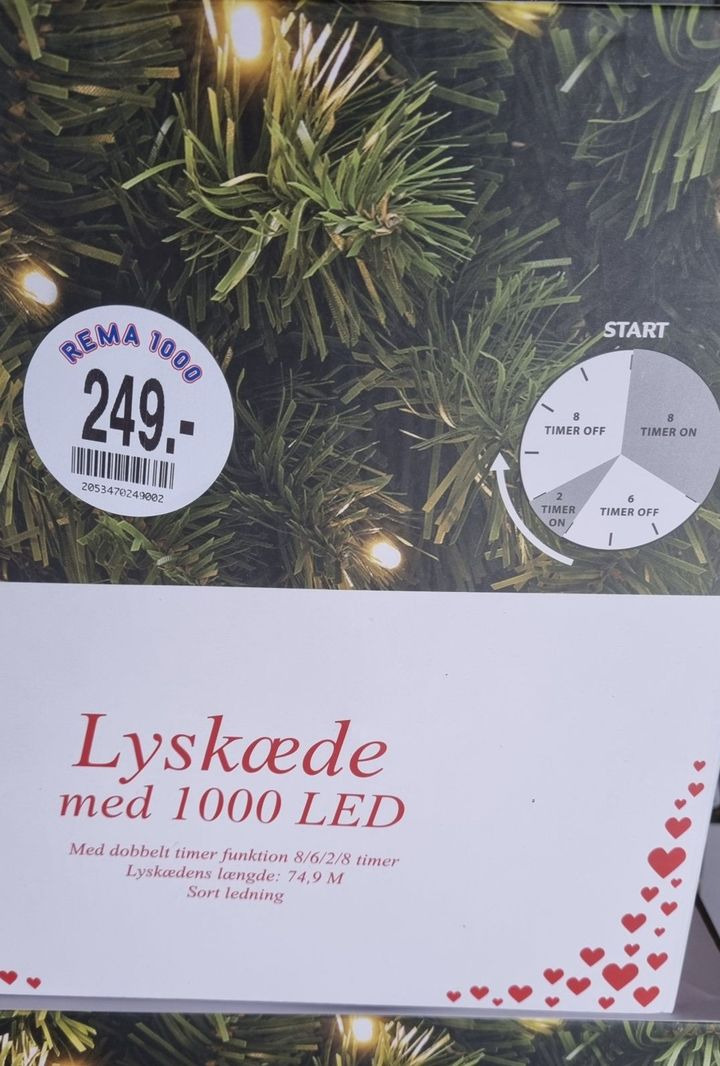 START
REMA 1000
249.-
2053470249002
8
TIMER OFF
8
TIMER ON
2
TIMER
ON
6
TIMER OFF
Lyskæde
med 1000 LED
Med dobbelt timer funktion 8/6/2/8 timer
Lyskædens længde: 74,9 M
Sort ledning